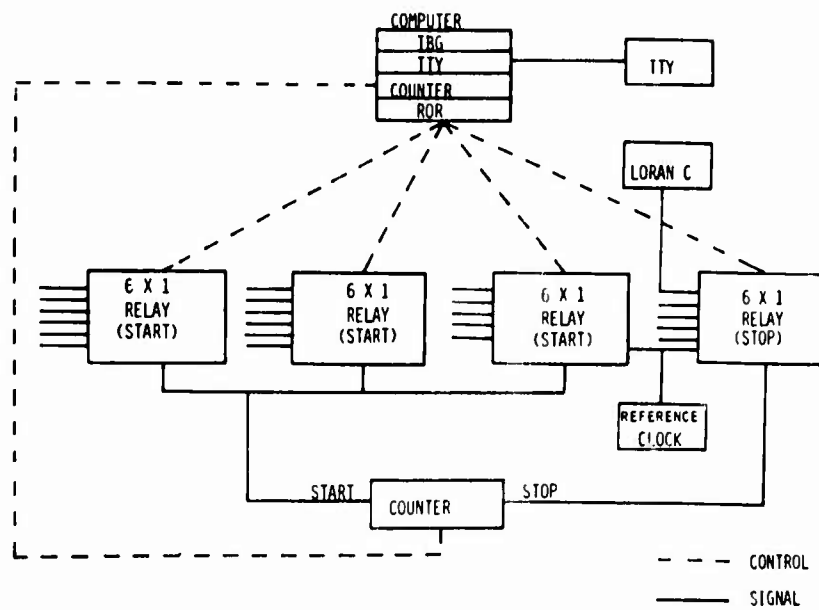 COMPUTER
TBG
TTY
COUNTER
ROR
TTY
LORAN C
6 X 1
RELAY
(START)
6 X 1
RELAY
(START)
6 X 1
RELAY
(START)
6 X 1
RELAY
(STOP)
REFERENCE
CLOCK
START
COUNTER
STOP
CONTROL
SIGNAL